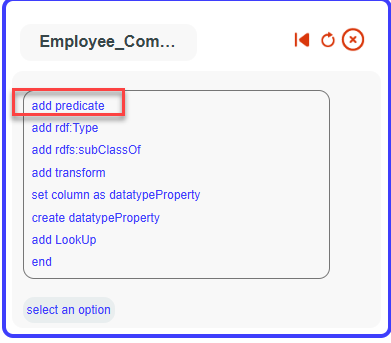 Employee_Com...
add predicate
add rdf:Type
add rdfs:subClassOf
add transform
set column as datatypeProperty
create datatypeProperty
add LookUp
end
select an option